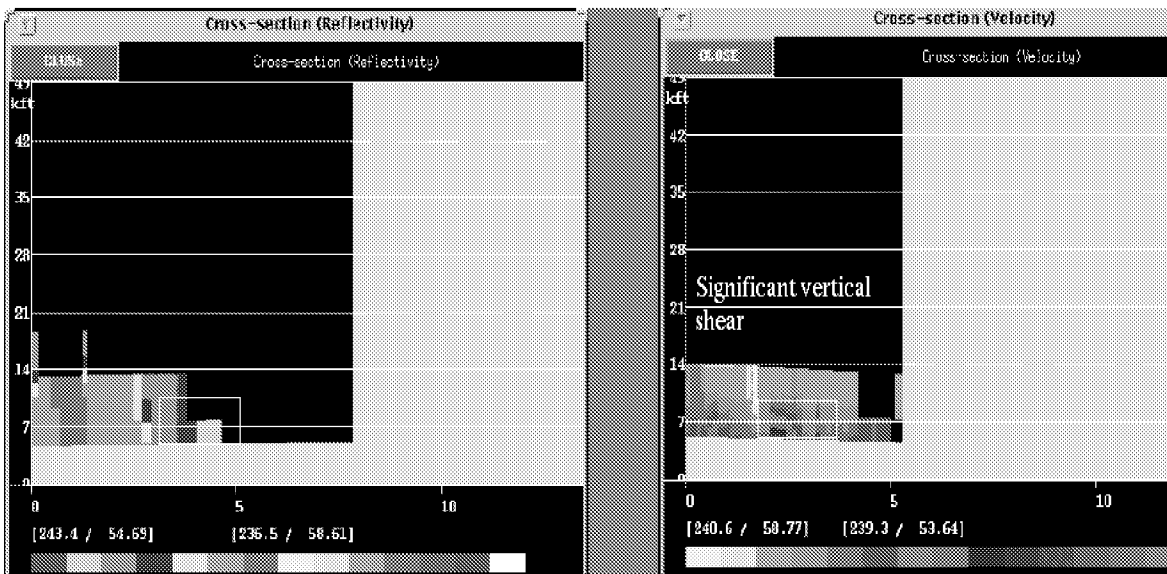 Cross-section (Reflectivity)
CLOSE
Cross-section (Reflectivity)
kft
42
35
28
21
14
7
0
0 5 10
[243.4 / 54.69] [236.5 / 58.61]
Cross-section (Velocity)
CLOSE
Cross-section (Velocity)
kft
42
35
28
Significant vertical
21
shear
14
7
0
0 5 10
[240.6 / 58.77] [239.3 / 53.64]